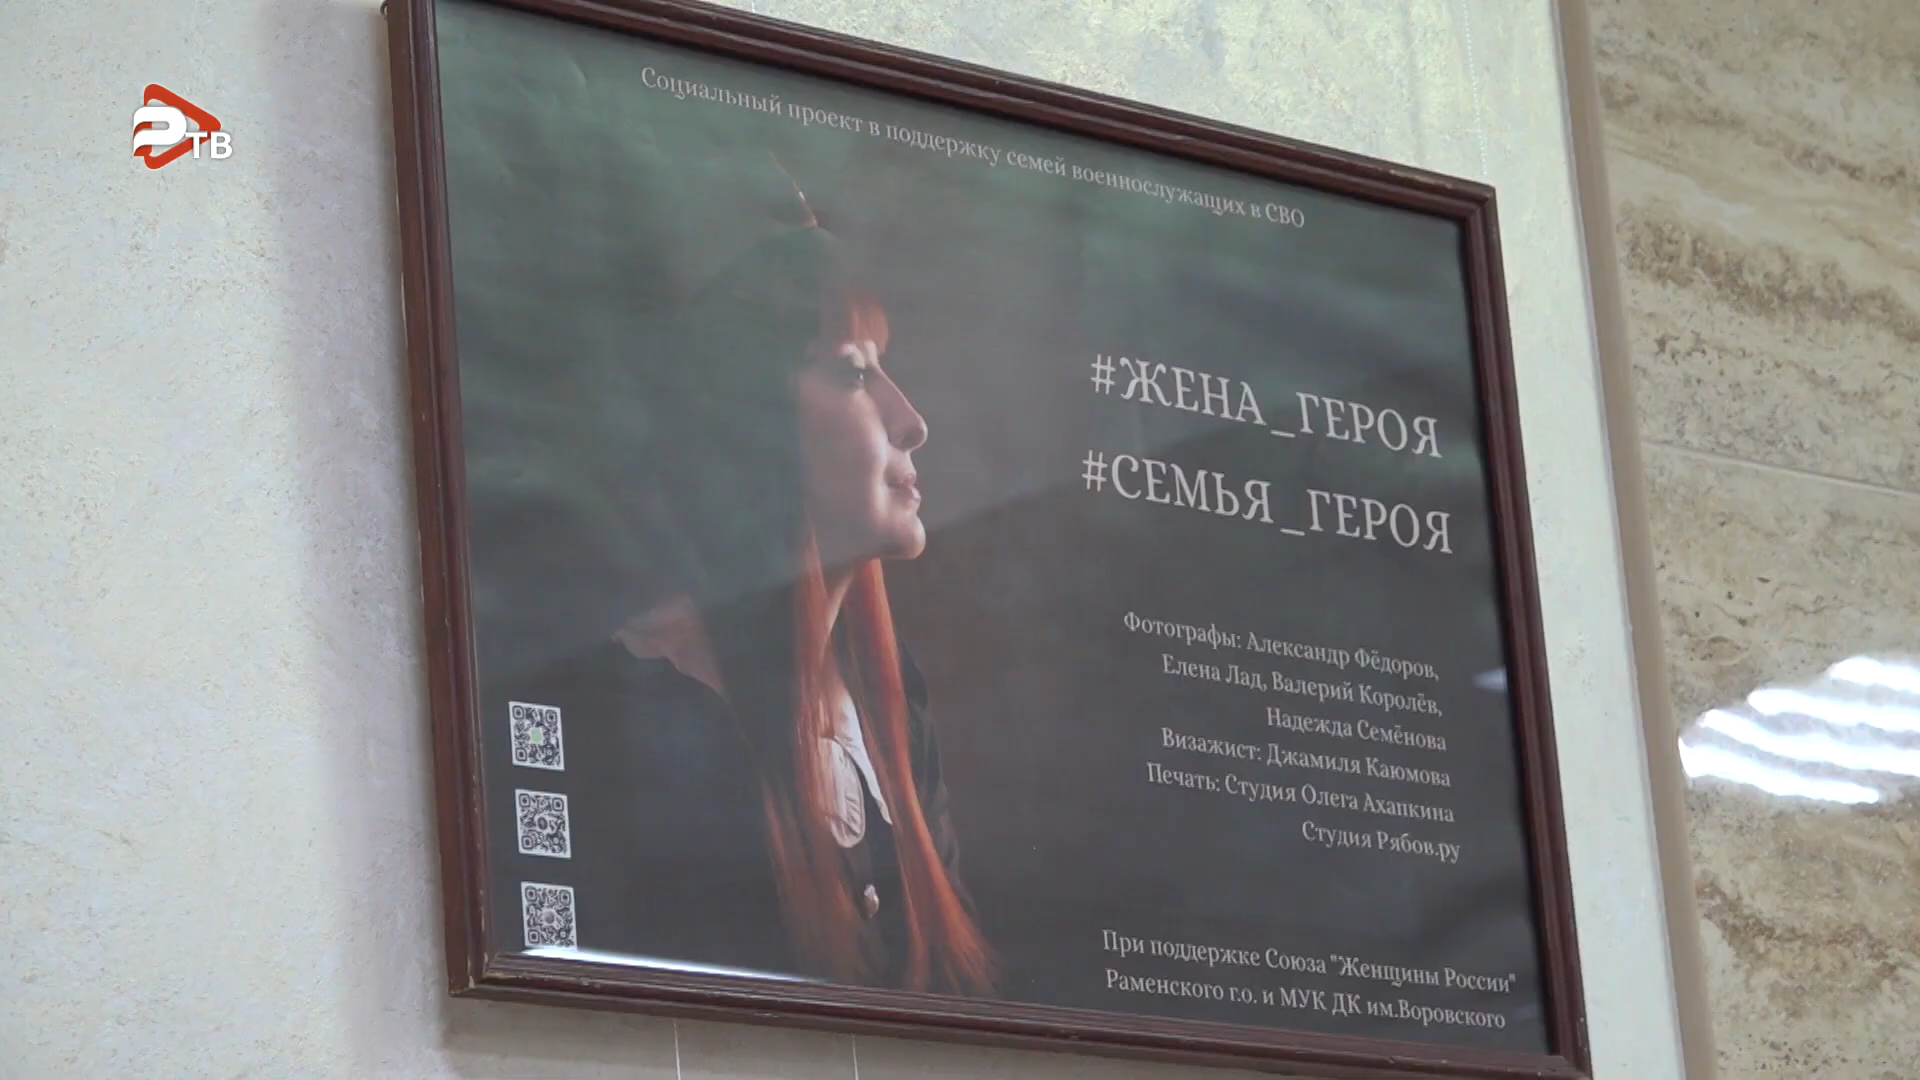 РТВ
Социальный проект в поддержку семей военнослужащих в СВО
#ЖЕНА_ГЕРОЯ
#СЕМЬЯ_ГЕРОЯ
Фотографы: Александр Фёдоров,
Елена Лад, Валерий Королёв,
Надежда Семёнова
Визажист: Джамиля Каюмова
Печать: Студия Олега Ахапкина
Студия Рябов.ру
При поддержке Союза "Женщины России"
Раменского г.о. и МУК ДК им.Воровского